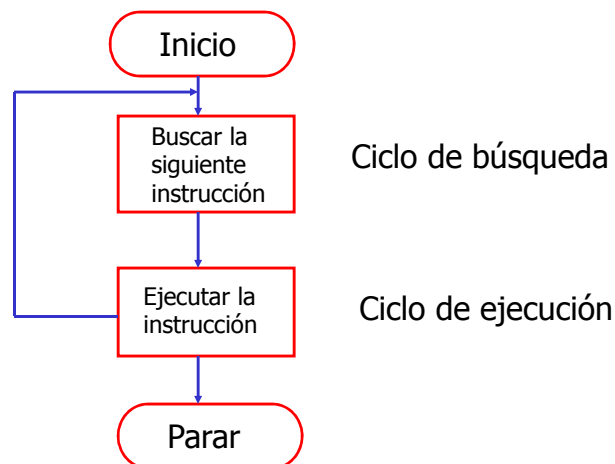 Inicio
Buscar la
siguiente
instrucción
Ciclo de búsqueda
Ejecutar la
instrucción
Ciclo de ejecución
Parar